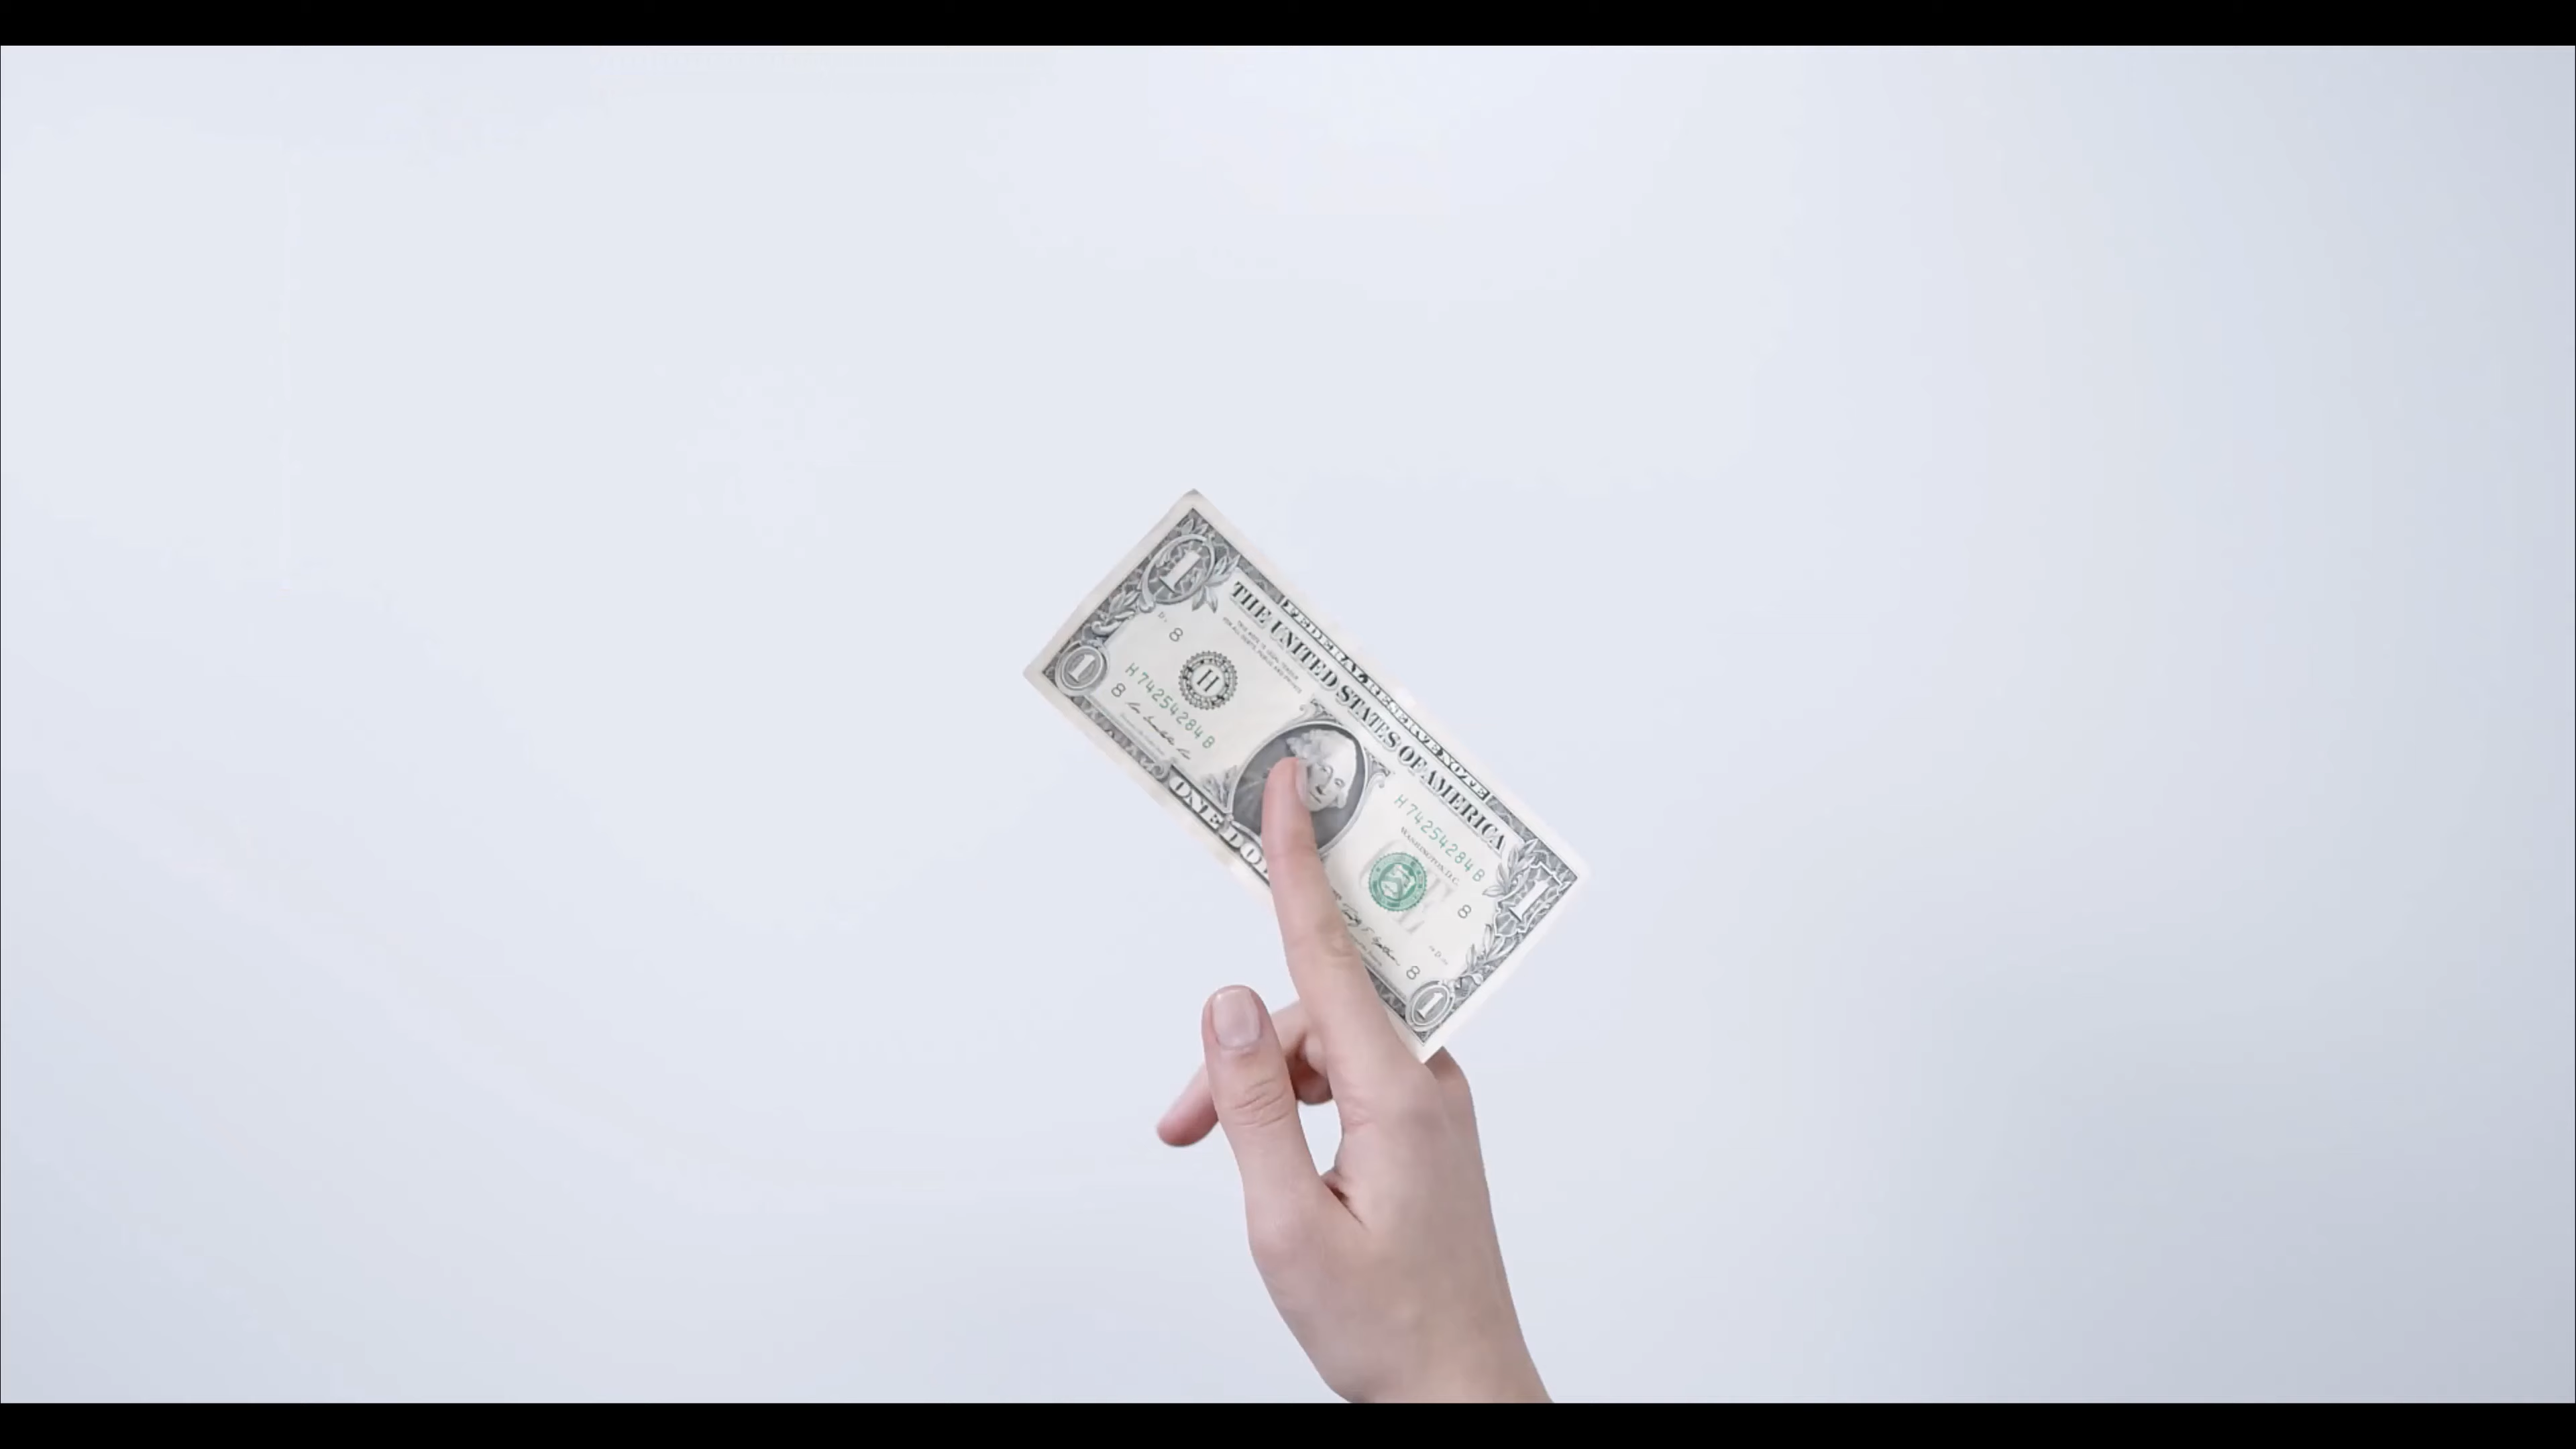 FEDERAL RESERVE NOTE
THE UNITED STATES OF AMERICA
1
1
8
H
H 74254284 B
8
H 74254284 B
WASHINGTON, D.C.
8
8
ONE DO
1
1